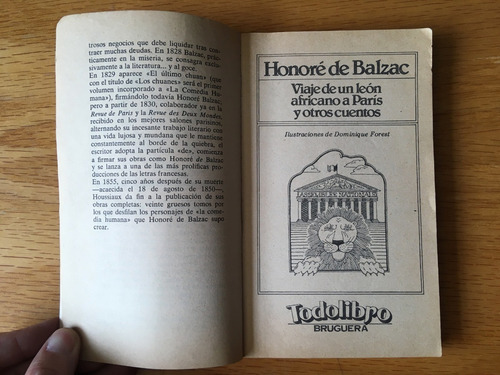 trosos negocios que debe liquidar tras con-
traer muchas deudas. En 1828 Balzac, prác-
ticamente en la miseria, se consagra exclu-
sivamente a la literatura... y al goce.
En 1829 aparece «El último chuan» (que
con el título de «Los chuanes» será el primer
volumen incorporado a «La Comédia Hu-
mana»), firmándolo todavía Honoré Balzac,
pero a partir de 1830, colaborador ya en la
Revue de Paris y la Revue des Deux Mondes,
recibido en los mejores salones parisinos,
alternando su incesante trabajo literario con
una vida lujosa y mundana que le mantiene
constantemente al borde de la quiebra, el
escritor adopta la partícula «de», comienza
a firmar sus obras como Honoré de Balzac
y se lanza a una de las más prolíficas pro-
ducciones de las letras francesas.
En 1855, cinco años después de su muerte
—acaecida el 18 de agosto de 1850—,
Houssiaux da fin a la publicación de sus
obras completas: veinte gruesos tomos por
los que desfilan los personajes de «la come-
dia humana» que Honoré de Balzac supo
crear.
Honoré de Balzac
Viaje de un león
africano a París
y otros cuentos
Ilustraciones de Dominique Forest
Todolibro
BRUGUERA